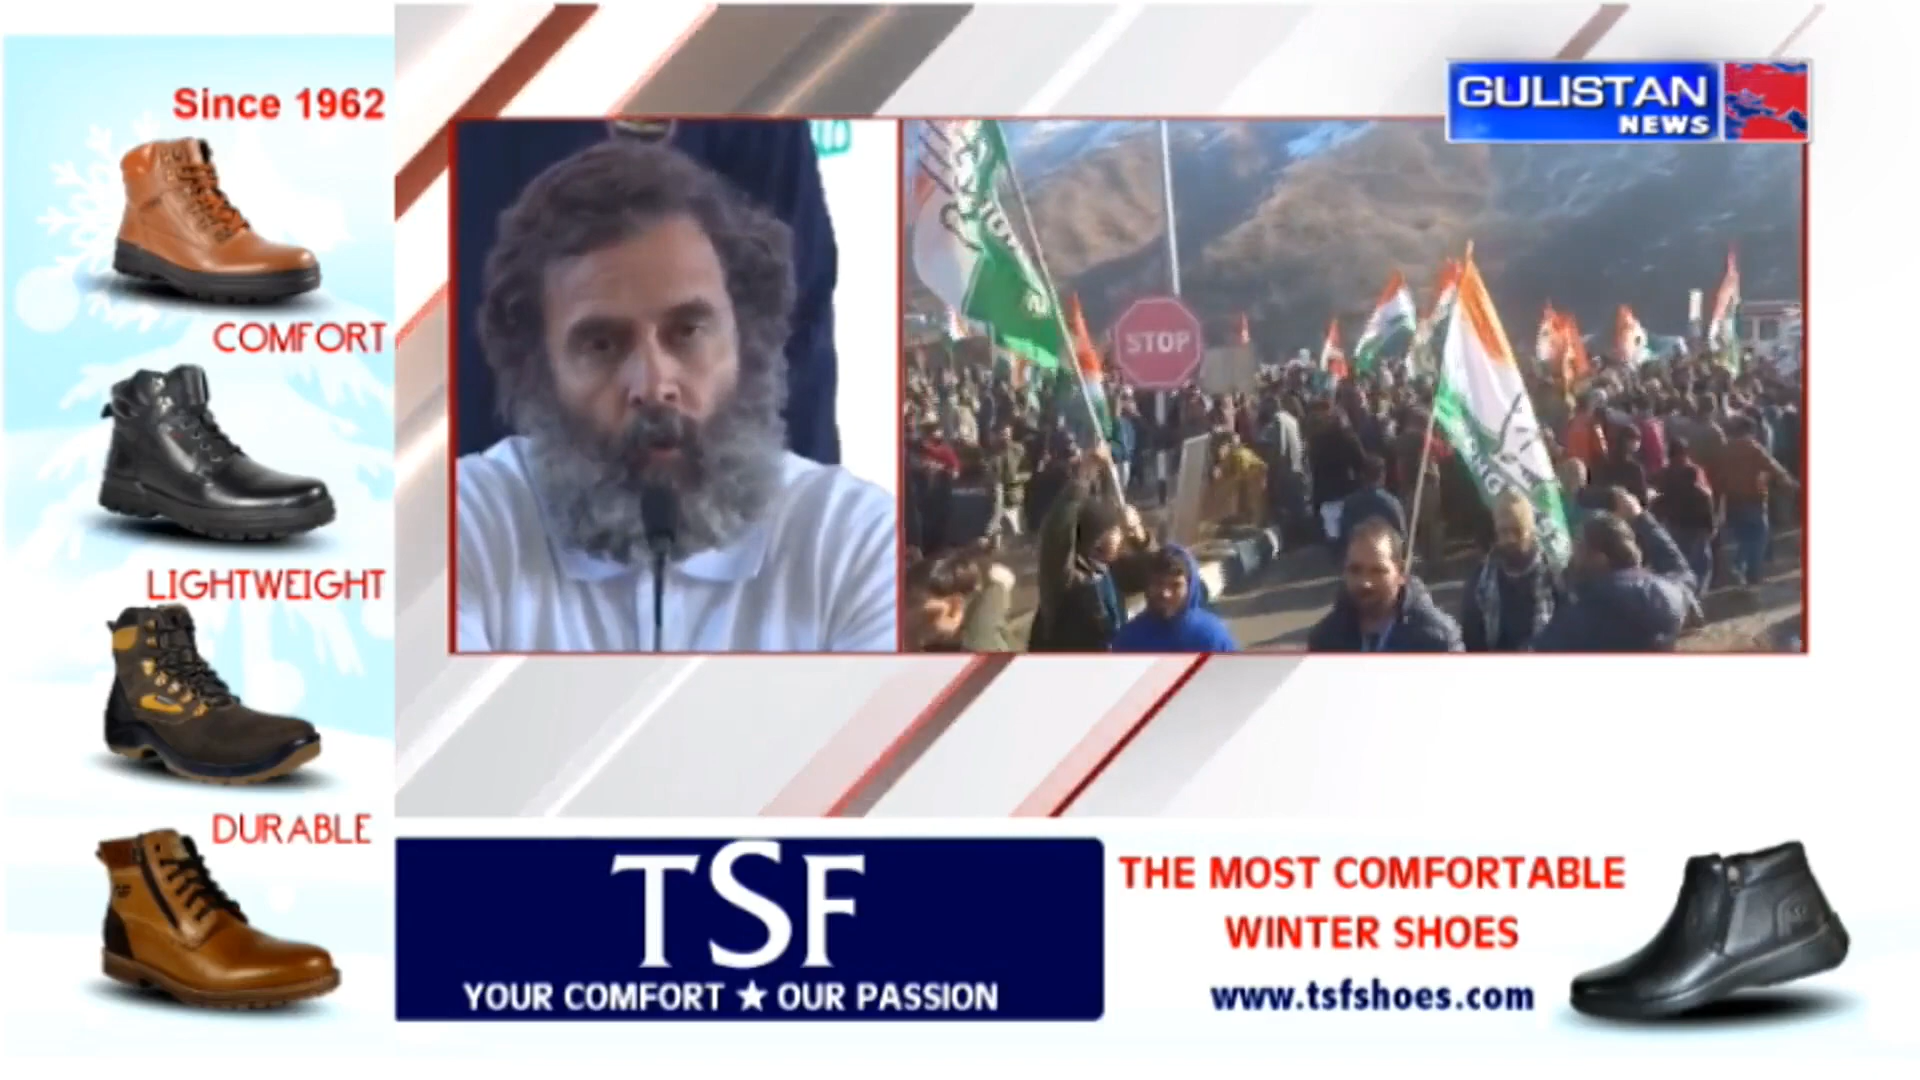 Since 1962
COMFORT
LIGHTWEIGHT
DURABLE
GULISTAN
NEWS
STOP
TSF
YOUR COMFORT ★ OUR PASSION
THE MOST COMFORTABLE
WINTER SHOES
www.tsfshoes.com